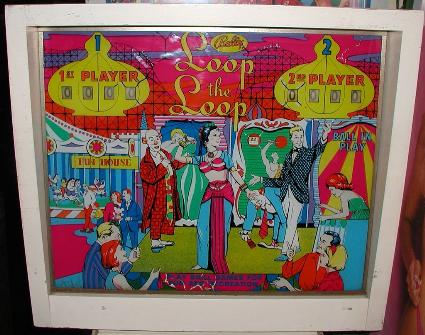 Bally
1
2
Loop
the
Loop
1ST PLAYER
2ND PLAYER
FUN HOUSE
BALL IN
PLAY